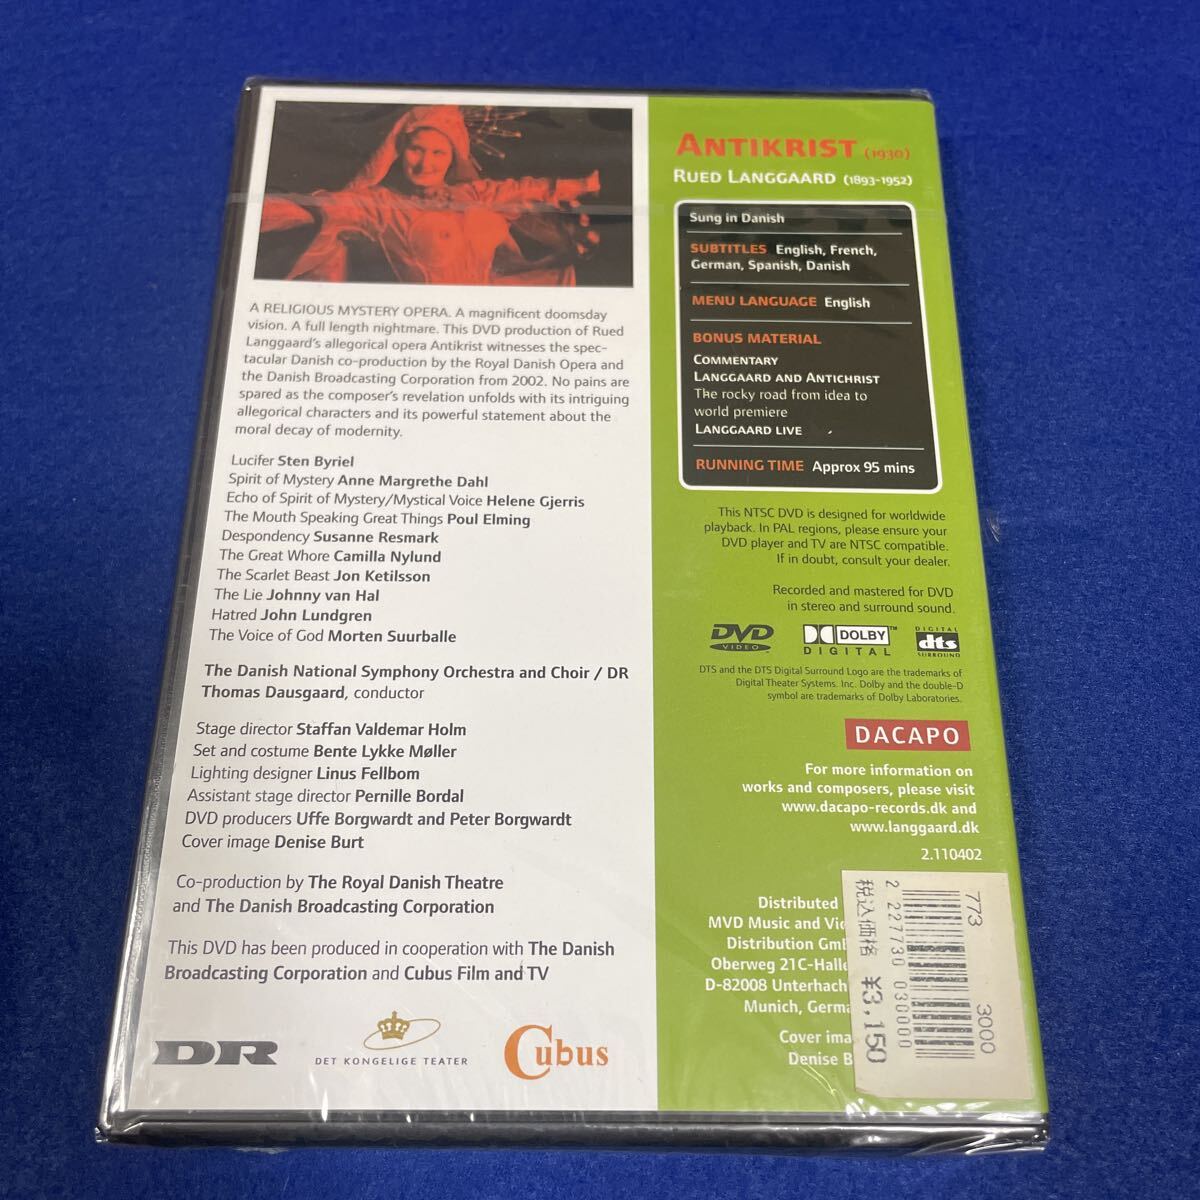 A RELIGIOUS MYSTERY OPERA. A magnificent doomsday
vision. A full length nightmare. This DVD production of Rued
Langgaard's allegorical opera Antikrist witnesses the spec-
tacular Danish co-production by the Royal Danish Opera and
the Danish Broadcasting Corporation from 2002. No pains are
spared as the composer's revelation unfolds with its intriguing
allegorical characters and its powerful statement about the
moral decay of modernity.
Lucifer Sten Byriel
Spirit of Mystery Anne Margrethe Dahl
Echo of Spirit of Mystery/Mystical Voice Helene Gjerris
The Mouth Speaking Great Things Poul Elming
Despondency Susanne Resmark
The Great Whore Camilla Nylund
The Scarlet Beast Jon Ketilsson
The Lie Johnny van Hal
Hatred John Lundgren
The Voice of God Morten Suurballe
The Danish National Symphony Orchestra and Choir / DR
Thomas Dausgaard, conductor
Stage director Staffan Valdemar Holm
Set and costume Bente Lykke Møller
Lighting designer Linus Fellbom
Assistant stage director Pernille Bordal
DVD producers Uffe Borgwardt and Peter Borgwardt
Cover image Denise Burt
Co-production by The Royal Danish Theatre
and The Danish Broadcasting Corporation
This DVD has been produced in cooperation with The Danish
Broadcasting Corporation and Cubus Film and TV
DR
DET KONGELIGE TEATER
Cubus
ANTIKRIST (1930)
RUED LANGGAARD (1893-1952)
Sung in Danish
SUBTITLES English, French,
German, Spanish, Danish
MENU LANGUAGE English
BONUS MATERIAL
COMMENTARY
LANGGAARD AND ANTICHRIST
The rocky road from idea to
world premiere
LANGGAARD LIVE
RUNNING TIME Approx 95 mins
This NTSC DVD is designed for worldwide
playback. In PAL regions, please ensure your
DVD player and TV are NTSC compatible.
If in doubt, consult your dealer.
Recorded and mastered for DVD
in stereo and surround sound.
DVD VIDEO
DOLBY DIGITAL
DIGITAL dts SURROUND
DTS and the DTS Digital Surround Logo are the trademarks of
Digital Theater Systems. Inc. Dolby and the double-D
symbol are trademarks of Dolby Laboratories.
DACAPO
For more information on
works and composers, please visit
www.dacapo-records.dk and
www.langgaard.dk
2.110402
Distributed
MVD Music and
Distribution
Oberweg 21C-
D-82008
Munich,
Cover
Denise
773
3000
2 227730 030000
税込価格 ¥3,150